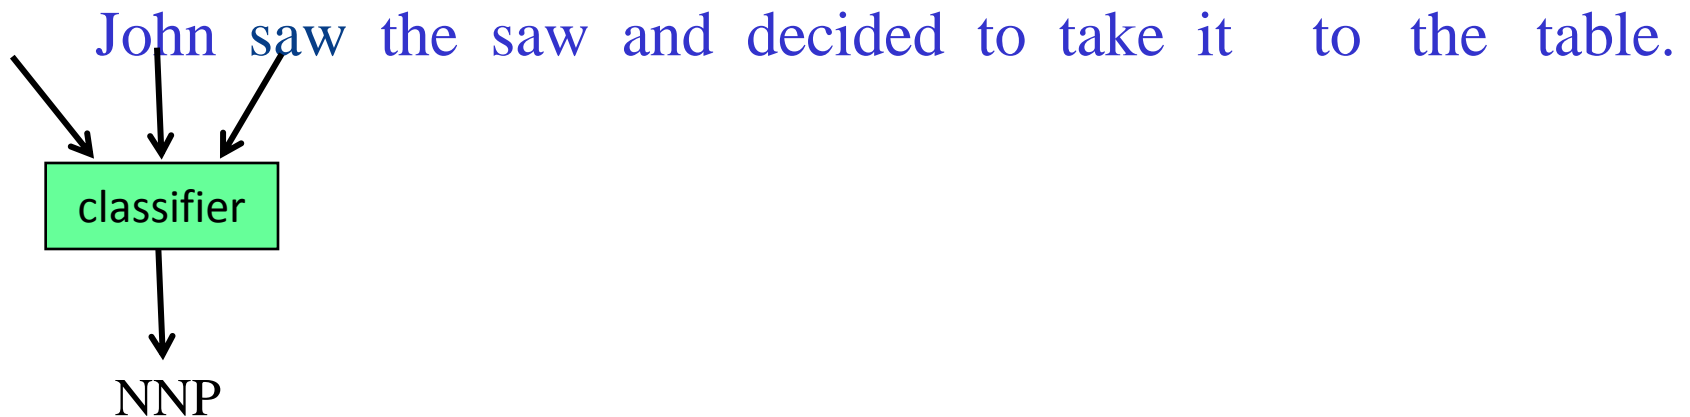 John saw the saw and decided to take it to the table.
classifier
NNP